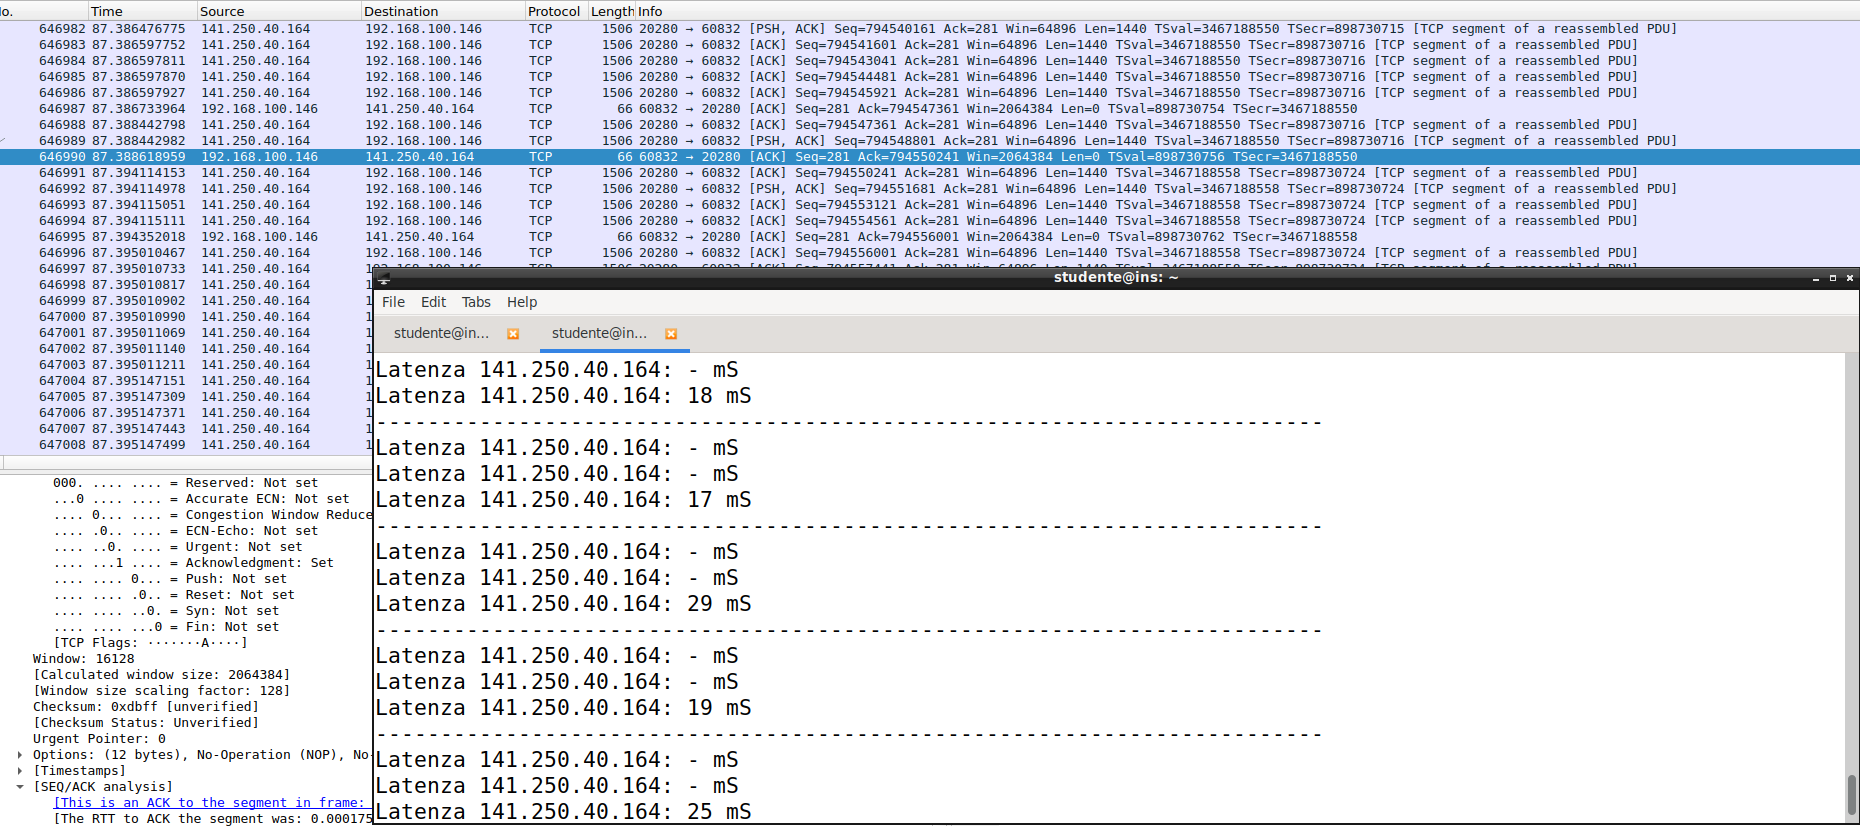 No. Time Source Destination Protocol Length Info
646982 87.386476775 141.250.40.164 192.168.100.146 TCP 1506 20280 → 60832 [PSH, ACK] Seq=794540161 Ack=281 Win=64896 Len=1440 TSval=3467188550 TSecr=898730715 [TCP segment of a reassembled PDU]
646983 87.386597752 141.250.40.164 192.168.100.146 TCP 1506 20280 → 60832 [ACK] Seq=794541601 Ack=281 Win=64896 Len=1440 TSval=3467188550 TSecr=898730716 [TCP segment of a reassembled PDU]
646984 87.386597811 141.250.40.164 192.168.100.146 TCP 1506 20280 → 60832 [ACK] Seq=794543041 Ack=281 Win=64896 Len=1440 TSval=3467188550 TSecr=898730716 [TCP segment of a reassembled PDU]
646985 87.386597870 141.250.40.164 192.168.100.146 TCP 1506 20280 → 60832 [ACK] Seq=794544481 Ack=281 Win=64896 Len=1440 TSval=3467188550 TSecr=898730716 [TCP segment of a reassembled PDU]
646986 87.386597927 141.250.40.164 192.168.100.146 TCP 1506 20280 → 60832 [ACK] Seq=794545921 Ack=281 Win=64896 Len=1440 TSval=3467188550 TSecr=898730716 [TCP segment of a reassembled PDU]
646987 87.386733964 192.168.100.146 141.250.40.164 TCP 66 60832 → 20280 [ACK] Seq=281 Ack=794547361 Win=2064384 Len=0 TSval=898730754 TSecr=3467188550
646988 87.388442798 141.250.40.164 192.168.100.146 TCP 1506 20280 → 60832 [ACK] Seq=794547361 Ack=281 Win=64896 Len=1440 TSval=3467188550 TSecr=898730716 [TCP segment of a reassembled PDU]
646989 87.388442982 141.250.40.164 192.168.100.146 TCP 1506 20280 → 60832 [PSH, ACK] Seq=794548801 Ack=281 Win=64896 Len=1440 TSval=3467188550 TSecr=898730716 [TCP segment of a reassembled PDU]
646990 87.388618959 192.168.100.146 141.250.40.164 TCP 66 60832 → 20280 [ACK] Seq=281 Ack=794550241 Win=2064384 Len=0 TSval=898730756 TSecr=3467188550
646991 87.394114153 141.250.40.164 192.168.100.146 TCP 1506 20280 → 60832 [ACK] Seq=794550241 Ack=281 Win=64896 Len=1440 TSval=3467188558 TSecr=898730724 [TCP segment of a reassembled PDU]
646992 87.394114978 141.250.40.164 192.168.100.146 TCP 1506 20280 → 60832 [PSH, ACK] Seq=794551681 Ack=281 Win=64896 Len=1440 TSval=3467188558 TSecr=898730724 [TCP segment of a reassembled PDU]
646993 87.394115051 141.250.40.164 192.168.100.146 TCP 1506 20280 → 60832 [ACK] Seq=794553121 Ack=281 Win=64896 Len=1440 TSval=3467188558 TSecr=898730724 [TCP segment of a reassembled PDU]
646994 87.394115111 141.250.40.164 192.168.100.146 TCP 1506 20280 → 60832 [ACK] Seq=794554561 Ack=281 Win=64896 Len=1440 TSval=3467188558 TSecr=898730724 [TCP segment of a reassembled PDU]
646995 87.394352018 192.168.100.146 141.250.40.164 TCP 66 60832 → 20280 [ACK] Seq=281 Ack=794556001 Win=2064384 Len=0 TSval=898730762 TSecr=3467188558
646996 87.395010467 141.250.40.164 192.168.100.146 TCP 1506 20280 → 60832 [ACK] Seq=794556001 Ack=281 Win=64896 Len=1440 TSval=3467188558 TSecr=898730724 [TCP segment of a reassembled PDU]
646997 87.395010733 141.250.40.164
646998 87.395010817 141.250.40.164 1
646999 87.395010902 141.250.40.164 1
647000 87.395010990 141.250.40.164 1
647001 87.395011069 141.250.40.164 1
647002 87.395011140 141.250.40.164 1
647003 87.395011211 141.250.40.164 1
647004 87.395147151 141.250.40.164 1
647005 87.395147309 141.250.40.164 1
647006 87.395147371 141.250.40.164 1
647007 87.395147443 141.250.40.164 1
647008 87.395147499 141.250.40.164 1
000. .... .... = Reserved: Not set
...0 .... .... = Accurate ECN: Not set
.... 0... .... = Congestion Window Reduce
.... .0.. .... = ECN-Echo: Not set
.... ..0. .... = Urgent: Not set
.... ...1 .... = Acknowledgment: Set
.... .... 0... = Push: Not set
.... .... .0.. = Reset: Not set
.... .... ..0. = Syn: Not set
.... .... ...0 = Fin: Not set
[TCP Flags: ·······A····]
Window: 16128
[Calculated window size: 2064384]
[Window size scaling factor: 128]
Checksum: 0xdbff [unverified]
[Checksum Status: Unverified]
Urgent Pointer: 0
Options: (12 bytes), No-Operation (NOP), No-
[Timestamps]
[SEQ/ACK analysis]
[This is an ACK to the segment in frame:
[The RTT to ACK the segment was: 0.000175
studente@ins: ~
File Edit Tabs Help
studente@in... studente@in...
Latenza 141.250.40.164: - mS
Latenza 141.250.40.164: 18 mS
-------------------------------------------------------------------------
Latenza 141.250.40.164: - mS
Latenza 141.250.40.164: - mS
Latenza 141.250.40.164: 17 mS
-------------------------------------------------------------------------
Latenza 141.250.40.164: - mS
Latenza 141.250.40.164: - mS
Latenza 141.250.40.164: 29 mS
-------------------------------------------------------------------------
Latenza 141.250.40.164: - mS
Latenza 141.250.40.164: - mS
Latenza 141.250.40.164: 19 mS
-------------------------------------------------------------------------
Latenza 141.250.40.164: - mS
Latenza 141.250.40.164: - mS
Latenza 141.250.40.164: 25 mS